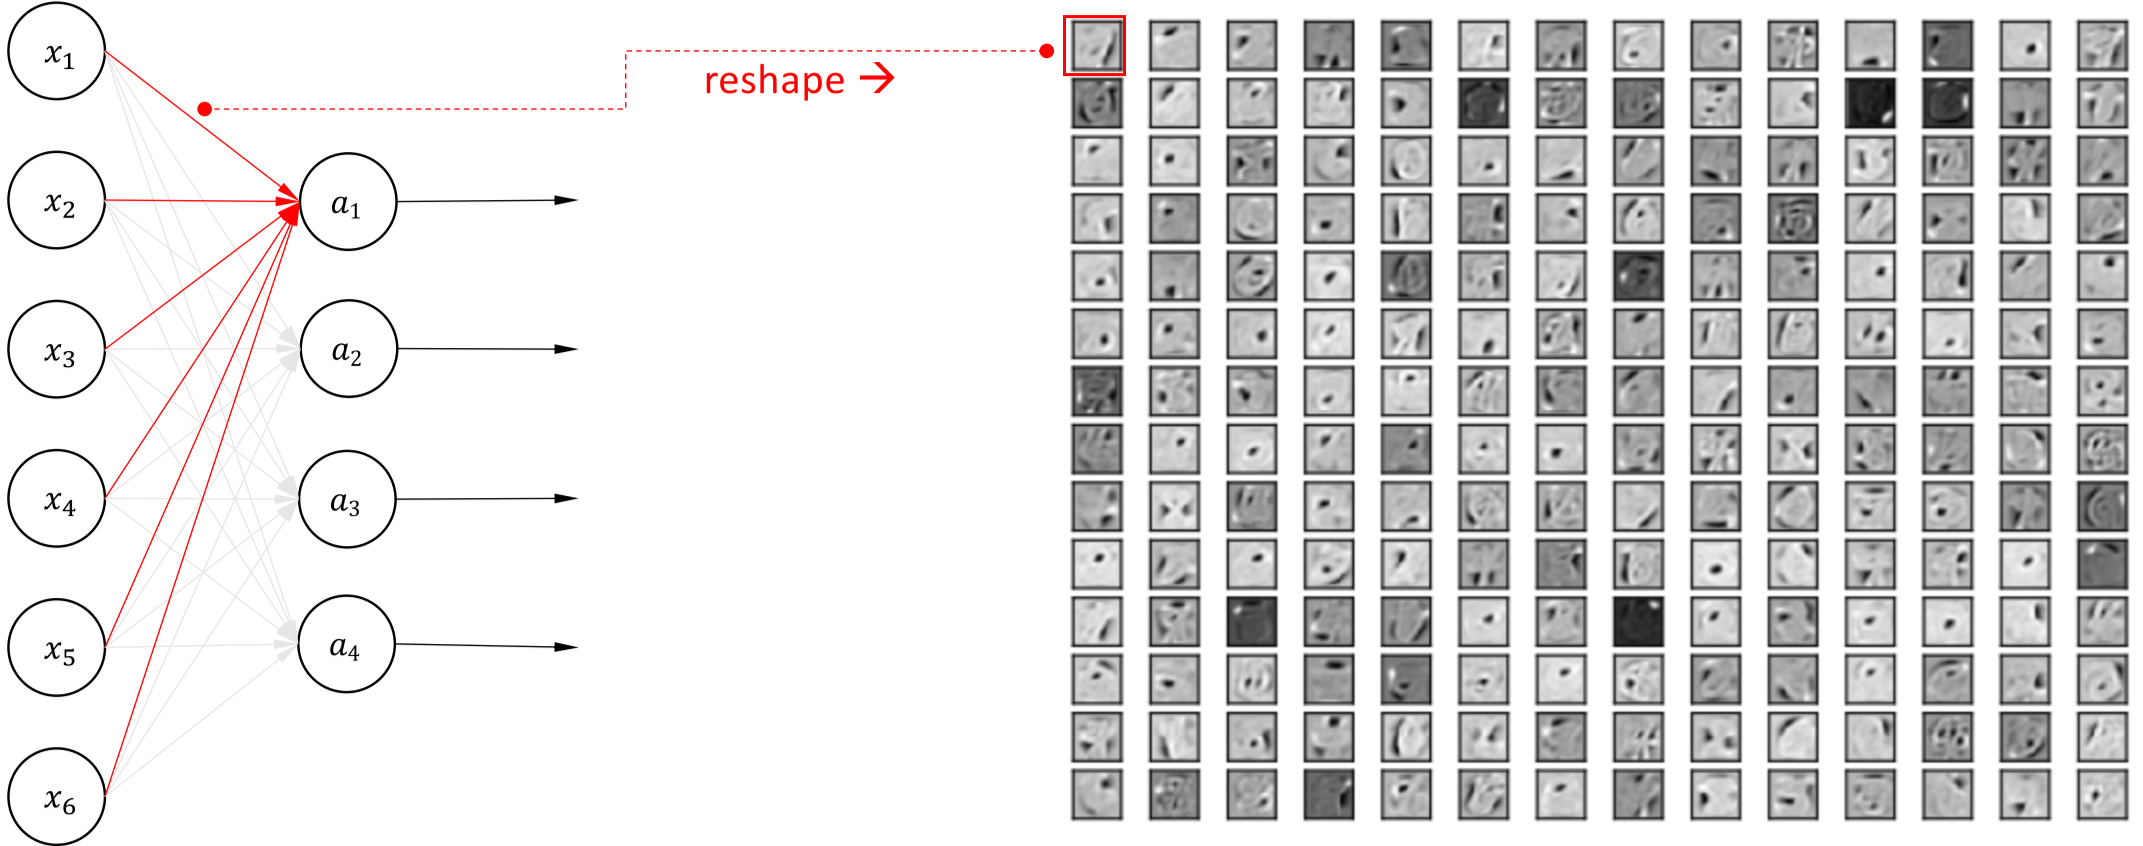 x₁
x₂
x₃
x₄
x₅
x₆
a₁
a₂
a₃
a₄
reshape →